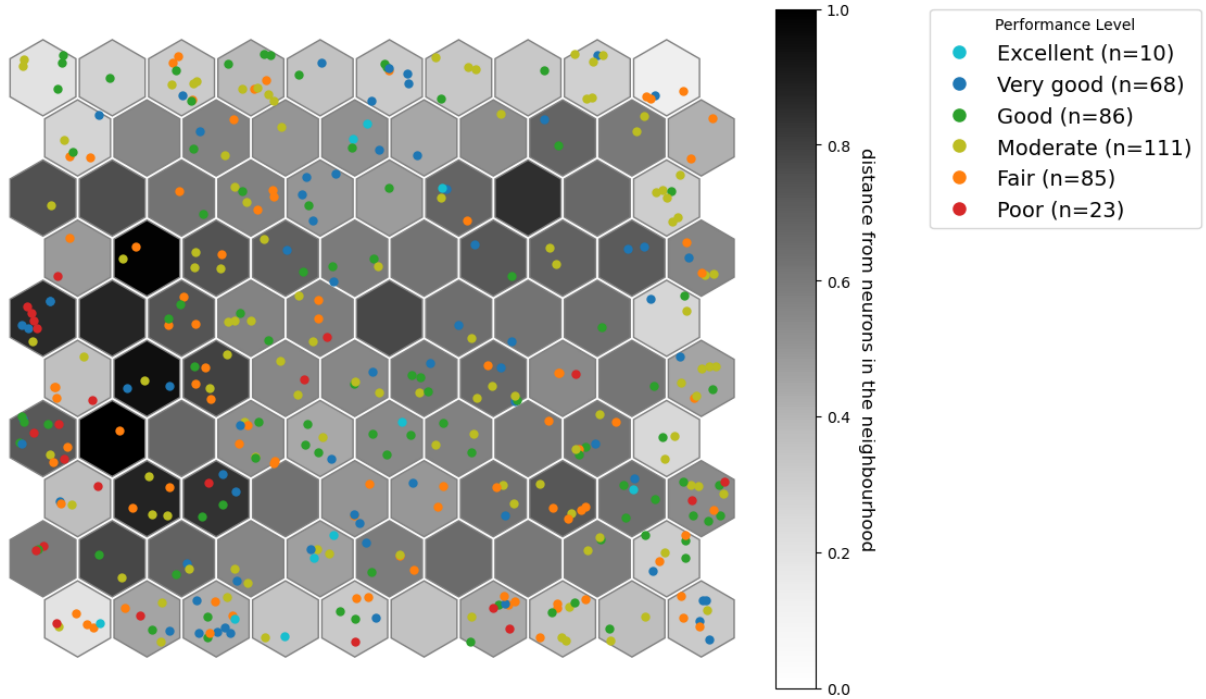 Performance Level
Excellent (n=10)
Very good (n=68)
Good (n=86)
Moderate (n=111)
Fair (n=85)
Poor (n=23)
1.0
0.8
0.6
0.4
0.2
0.0
distance from neurons in the neighbourhood